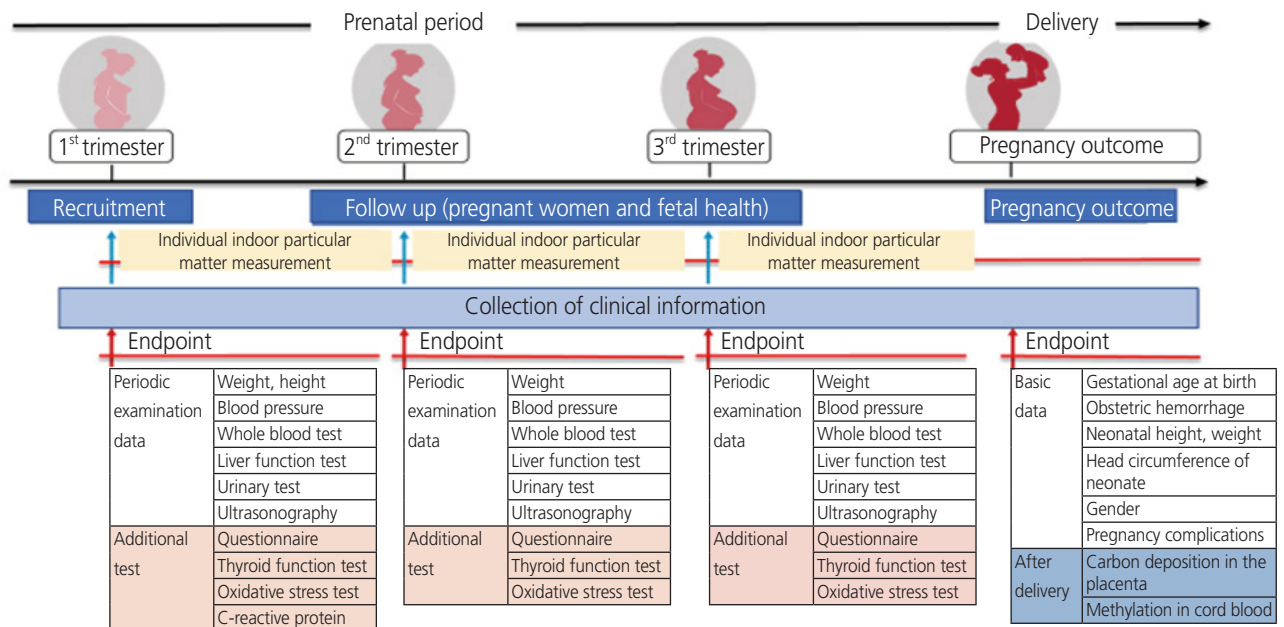 Prenatal period
Delivery
1st trimester
2nd trimester
3rd trimester
Pregnancy outcome
Recruitment
Follow up (pregnant women and fetal health)
Pregnancy outcome
Individual indoor particular
matter measurement
Individual indoor particular
matter measurement
Individual indoor particular
matter measurement
Collection of clinical information
Endpoint
Periodic
examination
data
Weight, height
Blood pressure
Whole blood test
Liver function test
Urinary test
Ultrasonography
Additional
test
Questionnaire
Thyroid function test
Oxidative stress test
C-reactive protein
Endpoint
Periodic
examination
data
Weight
Blood pressure
Whole blood test
Liver function test
Urinary test
Ultrasonography
Additional
test
Questionnaire
Thyroid function test
Oxidative stress test
Endpoint
Periodic
examination
data
Weight
Blood pressure
Whole blood test
Liver function test
Urinary test
Ultrasonography
Additional
test
Questionnaire
Thyroid function test
Oxidative stress test
Endpoint
Basic
data
Gestational age at birth
Obstetric hemorrhage
Neonatal height, weight
Head circumference of
neonate
Gender
Pregnancy complications
After
delivery
Carbon deposition in the
placenta
Methylation in cord blood